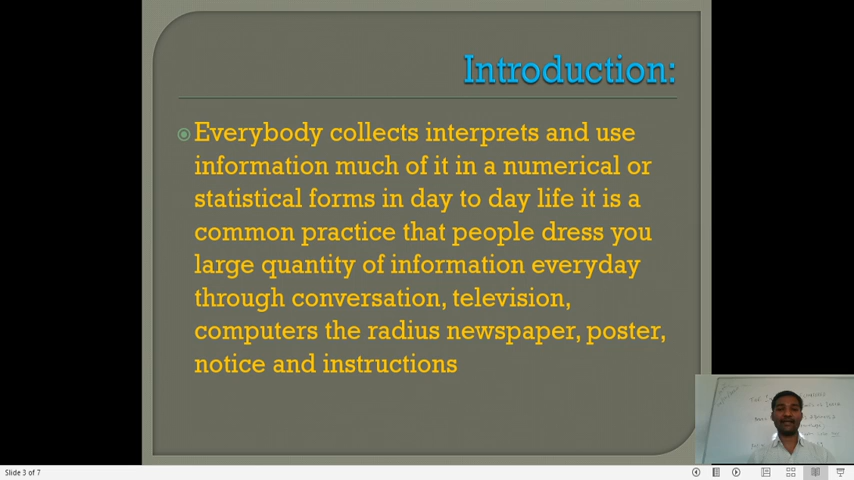 Introduction:
Everybody collects interprets and use
information much of it in a numerical or
statistical forms in day to day life it is a
common practice that people dress you
large quantity of information everyday
through conversation, television,
computers the radius newspaper, poster,
notice and instructions
Slide 3 of 7